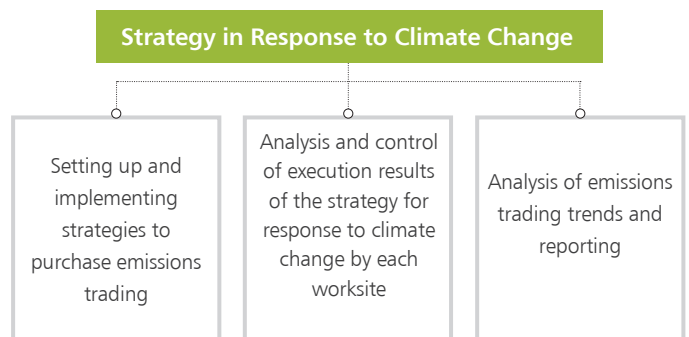 Strategy in Response to Climate Change
Setting up and
implementing
strategies to
purchase emissions
trading
Analysis and control
of execution results
of the strategy for
response to climate
change by each
worksite
Analysis of emissions
trading trends and
reporting